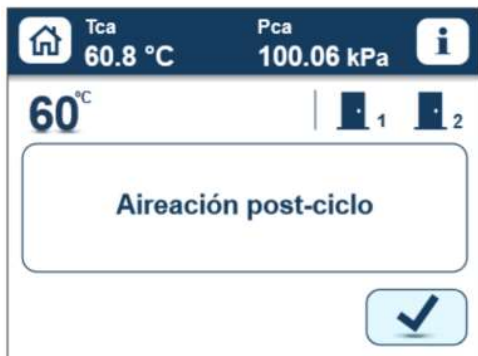 Tca Pca
60.8 °C 100.06 kPa i
60°C 1 2
Aireación post-ciclo